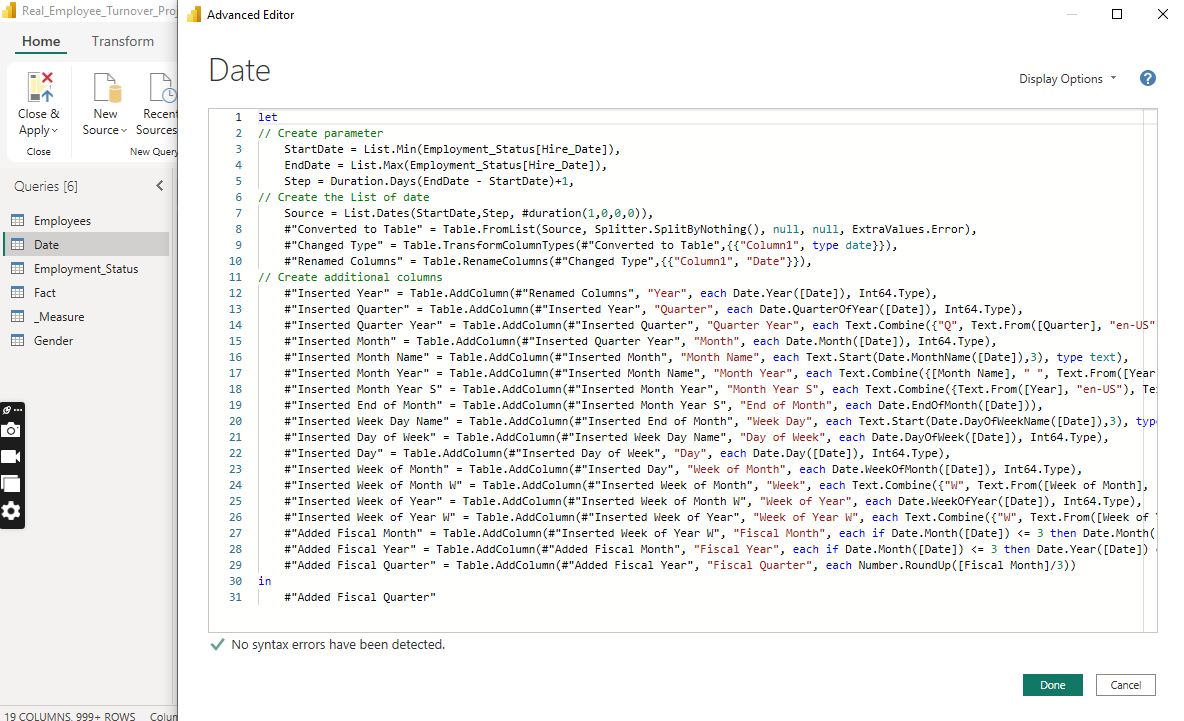 Real_Employee_Turnover_Proj
Advanced Editor
Home
Transform
Close &
Apply
New
Source
Recent
Sources
Close
New Query
Queries [6]
Employees
Date
Employment_Status
Fact
_Measure
Gender
Date
Display Options
?
1 let
2 // Create parameter
3 StartDate = List.Min(Employment_Status[Hire_Date]),
4 EndDate = List.Max(Employment_Status[Hire_Date]),
5 Step = Duration.Days(EndDate - StartDate)+1,
6 // Create the List of date
7 Source = List.Dates(StartDate,Step, #duration(1,0,0,0)),
8 #"Converted to Table" = Table.FromList(Source, Splitter.SplitByNothing(), null, null, ExtraValues.Error),
9 #"Changed Type" = Table.TransformColumnTypes(#"Converted to Table",{{"Column1", type date}}),
10 #"Renamed Columns" = Table.RenameColumns(#"Changed Type",{{"Column1", "Date"}}),
11 // Create additional columns
12 #"Inserted Year" = Table.AddColumn(#"Renamed Columns", "Year", each Date.Year([Date]), Int64.Type),
13 #"Inserted Quarter" = Table.AddColumn(#"Inserted Year", "Quarter", each Date.QuarterOfYear([Date]), Int64.Type),
14 #"Inserted Quarter Year" = Table.AddColumn(#"Inserted Quarter", "Quarter Year", each Text.Combine({"Q", Text.From([Quarter], "en-US"
15 #"Inserted Month" = Table.AddColumn(#"Inserted Quarter Year", "Month", each Date.Month([Date]), Int64.Type),
16 #"Inserted Month Name" = Table.AddColumn(#"Inserted Month", "Month Name", each Text.Start(Date.MonthName([Date]),3), type text),
17 #"Inserted Month Year" = Table.AddColumn(#"Inserted Month Name", "Month Year", each Text.Combine({[Month Name], " ", Text.From([Year
18 #"Inserted Month Year S" = Table.AddColumn(#"Inserted Month Year", "Month Year S", each Text.Combine({Text.From([Year], "en-US"), Te
19 #"Inserted End of Month" = Table.AddColumn(#"Inserted Month Year S", "End of Month", each Date.EndOfMonth([Date])),
20 #"Inserted Week Day Name" = Table.AddColumn(#"Inserted End of Month", "Week Day", each Text.Start(Date.DayOfWeekName([Date]),3), typ
21 #"Inserted Day of Week" = Table.AddColumn(#"Inserted Week Day Name", "Day of Week", each Date.DayOfWeek([Date]), Int64.Type),
22 #"Inserted Day" = Table.AddColumn(#"Inserted Day of Week", "Day", each Date.Day([Date]), Int64.Type),
23 #"Inserted Week of Month" = Table.AddColumn(#"Inserted Day", "Week of Month", each Date.WeekOfMonth([Date]), Int64.Type),
24 #"Inserted Week of Month W" = Table.AddColumn(#"Inserted Week of Month", "Week", each Text.Combine({"W", Text.From([Week of Month],
25 #"Inserted Week of Year" = Table.AddColumn(#"Inserted Week of Month W", "Week of Year", each Date.WeekOfYear([Date]), Int64.Type),
26 #"Inserted Week of Year W" = Table.AddColumn(#"Inserted Week of Year", "Week of Year W", each Text.Combine({"W", Text.From([Week of
27 #"Added Fiscal Month" = Table.AddColumn(#"Inserted Week of Year W", "Fiscal Month", each if Date.Month([Date]) <= 3 then Date.Month(
28 #"Added Fiscal Year" = Table.AddColumn(#"Added Fiscal Month", "Fiscal Year", each if Date.Month([Date]) <= 3 then Date.Year([Date])
29 #"Added Fiscal Quarter" = Table.AddColumn(#"Added Fiscal Year", "Fiscal Quarter", each Number.RoundUp([Fiscal Month]/3))
30 in
31 #"Added Fiscal Quarter"
No syntax errors have been detected.
Done
Cancel
19 COLUMNS, 999+ ROWS
Colum